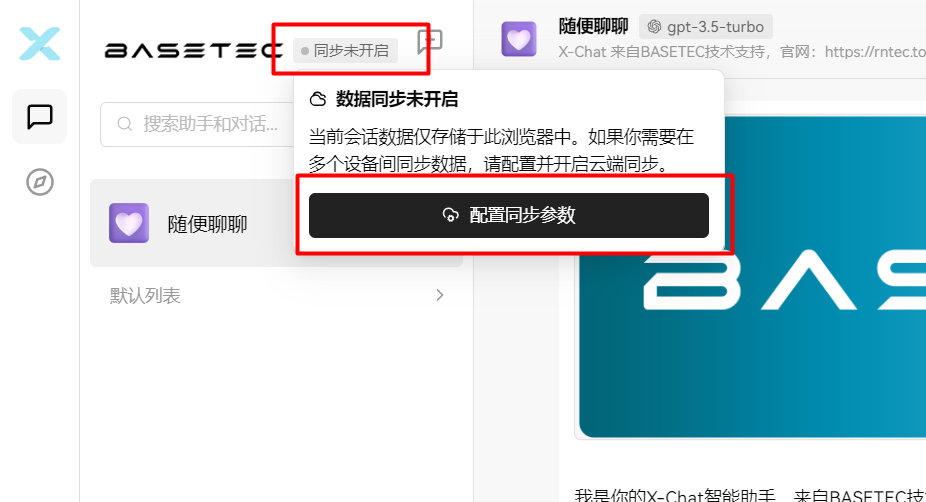 BASETEC
同步未开启
随便聊聊
gpt-3.5-turbo
X-Chat 来自BASETEC技术支持，官网：https://rntec.to
搜索助手和对话...
数据同步未开启
当前会话数据仅存储于此浏览器中。如果你需要在
多个设备间同步数据，请配置并开启云端同步。
配置同步参数
随便聊聊
默认列表
BAS
我是你的X-Chat智能助手，来自BASETEC技